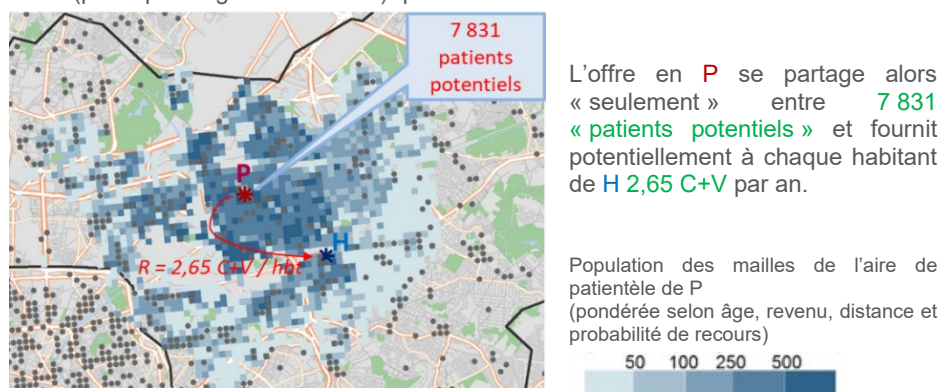 7 831
patients
potentiels
P
H
R = 2,65 C+V / hbt
L'offre en P se partage alors
« seulement » entre 7 831
« patients potentiels » et fournit
potentiellement à chaque habitant
de H 2,65 C+V par an.
Population des mailles de l'aire de
patientèle de P
(pondérée selon âge, revenu, distance et
probabilité de recours)
50 100 250 500